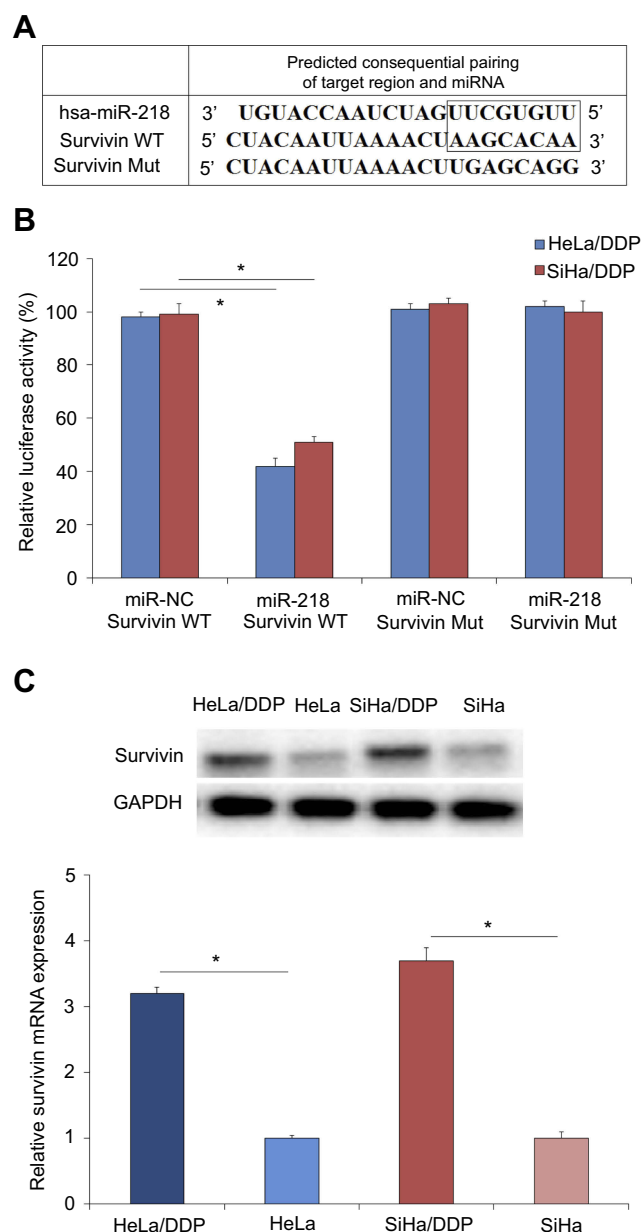 A
Predicted consequential pairing
of target region and miRNA
hsa-miR-218 3’ UGUACCAAUCUAGUUCGUGUU 5’
Survivin WT 5’ CUACAAUUAAAACUAAGCACAA 3’
Survivin Mut 5’ CUACAAUUAAAACUUGAGCAGG 3’
B
HeLa/DDP
SiHa/DDP
Relative luciferase activity (%)
120
100
80
60
40
20
0
*
*
miR-NC miR-218 miR-NC miR-218
Survivin WT Survivin WT Survivin Mut Survivin Mut
C
HeLa/DDP HeLa SiHa/DDP SiHa
Survivin
GAPDH
Relative survivin mRNA expression
5
4
3
2
1
0
*
*
HeLa/DDP HeLa SiHa/DDP SiHa